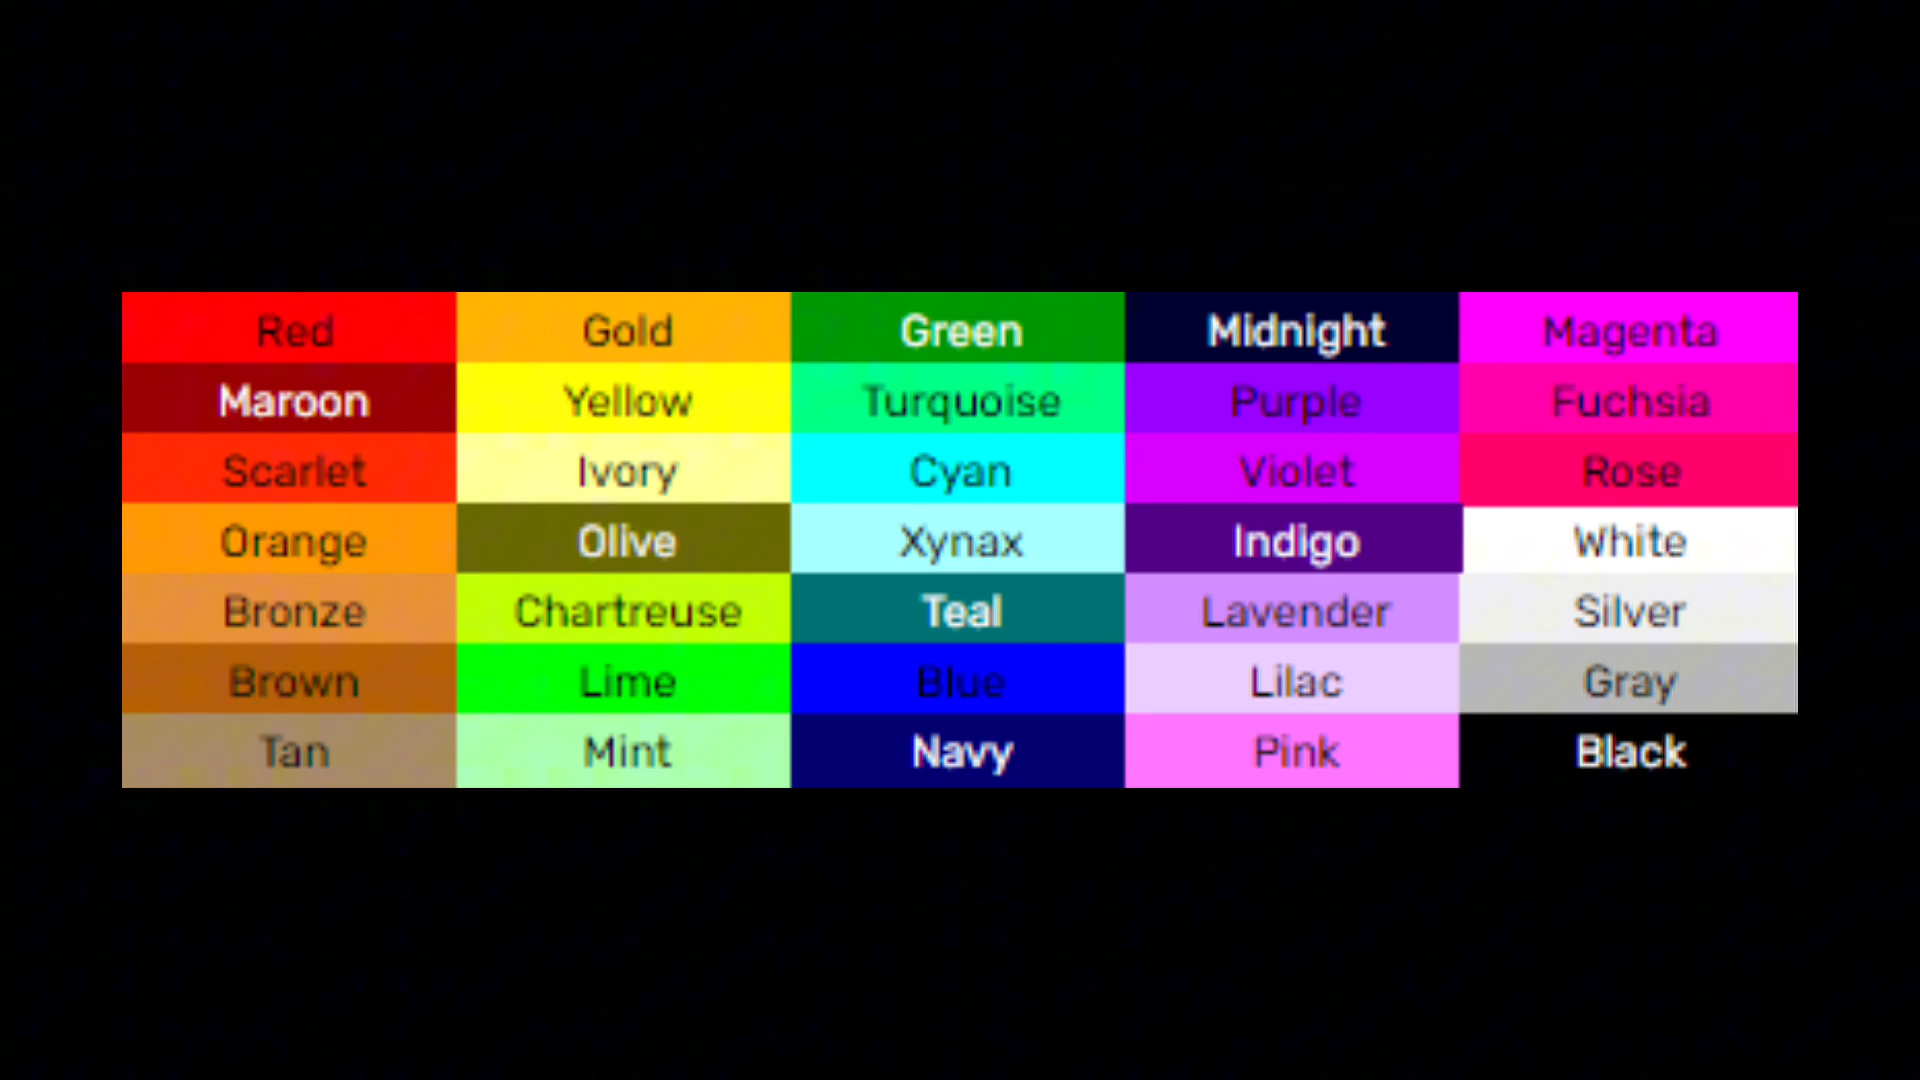 Red Gold Green Midnight Magenta
Maroon Yellow Turquoise Purple Fuchsia
Scarlet Ivory Cyan Violet Rose
Orange Olive Xynax Indigo White
Bronze Chartreuse Teal Lavender Silver
Brown Lime Blue Lilac Gray
Tan Mint Navy Pink Black